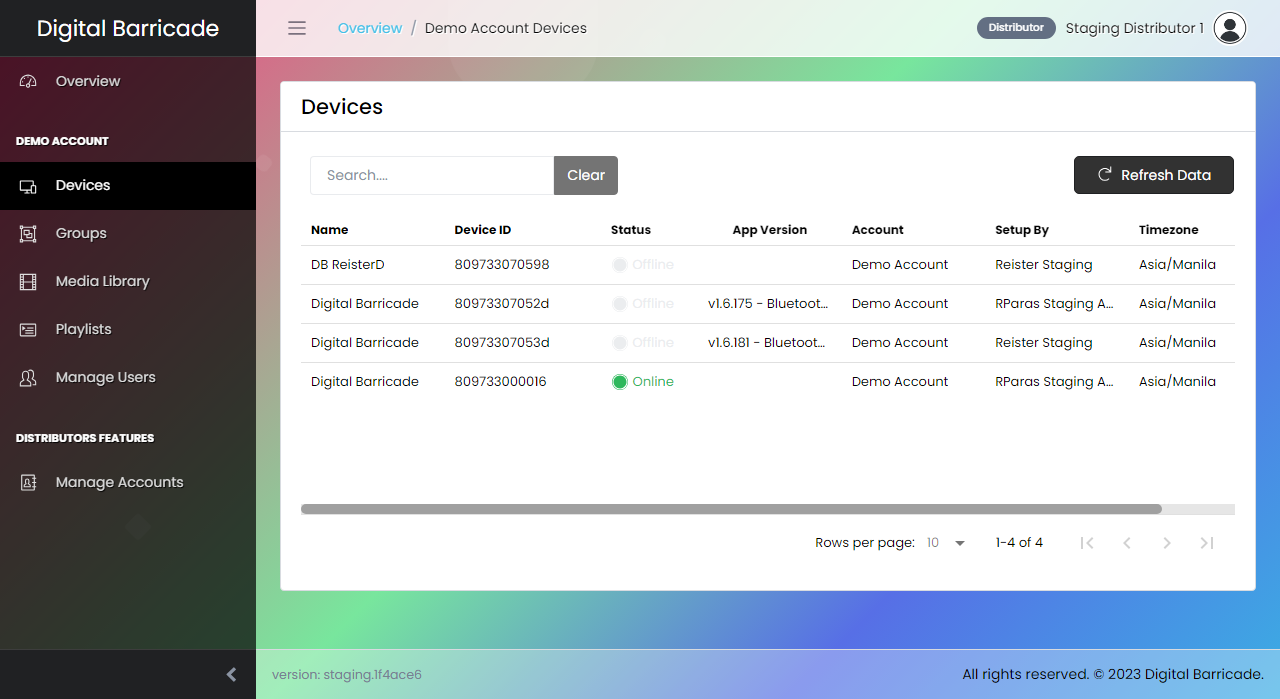 Digital Barricade
Overview / Demo Account Devices
Distributor Staging Distributor 1
Overview
DEMO ACCOUNT
Devices
Groups
Media Library
Playlists
Manage Users
DISTRIBUTORS FEATURES
Manage Accounts
Devices
Search.... Clear Refresh Data
Name Device ID Status App Version Account Setup By Timezone
DB ReisterD 809733070598 Offline Demo Account Reister Staging Asia/Manila
Digital Barricade 80973307052d Offline v1.6.175 - Bluetoot... Demo Account RParas Staging A... Asia/Manila
Digital Barricade 80973307053d Offline v1.6.181 - Bluetoot... Demo Account Reister Staging Asia/Manila
Digital Barricade 809733000016 Online Demo Account RParas Staging A... Asia/Manila
Rows per page: 10 1-4 of 4
version: staging.1f4ace6
All rights reserved. © 2023 Digital Barricade.